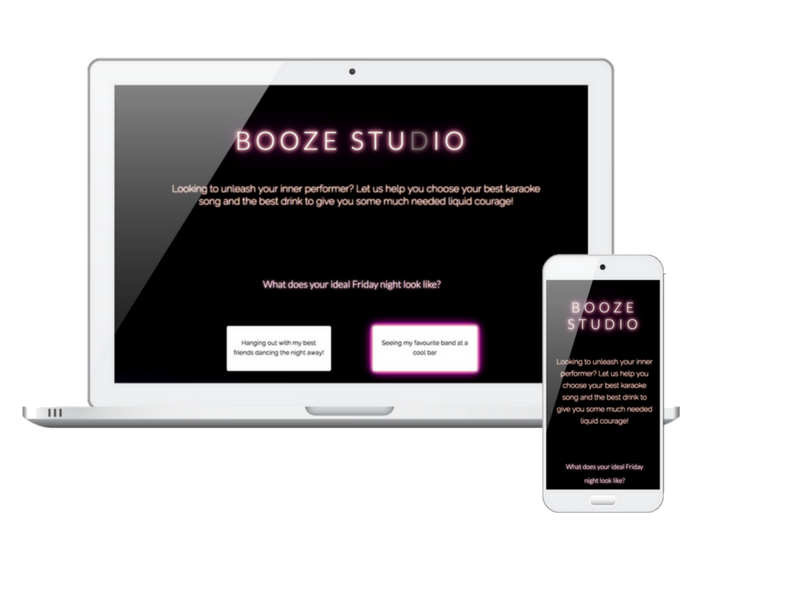 BOOZE STUDIO
Looking to unleash your inner performer? Let us help you choose your best karaoke
song and the best drink to give you some much needed liquid courage!
What does your ideal Friday night look like?
Hanging out with my best
friends dancing the night away!
Seeing my favourite band at a
cool bar
BOOZE
STUDIO
Looking to unleash your inner
performer? Let us help you
choose your best karaoke
song and the best drink to
give you some much needed
liquid courage!
What does your ideal Friday
night look like?